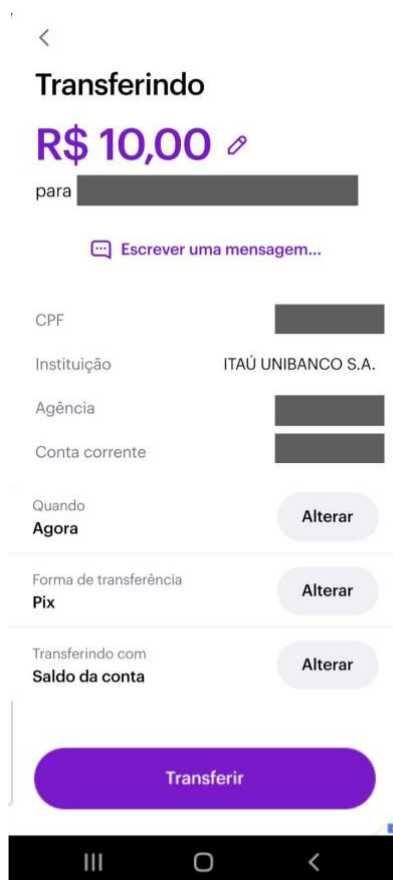 Transferindo
R$ 10,00
para
Escrever uma mensagem...
CPF
Instituição ITAÚ UNIBANCO S.A.
Agência
Conta corrente
Quando
Agora
Alterar
Forma de transferência
Pix
Alterar
Transferindo com
Saldo da conta
Alterar
Transferir